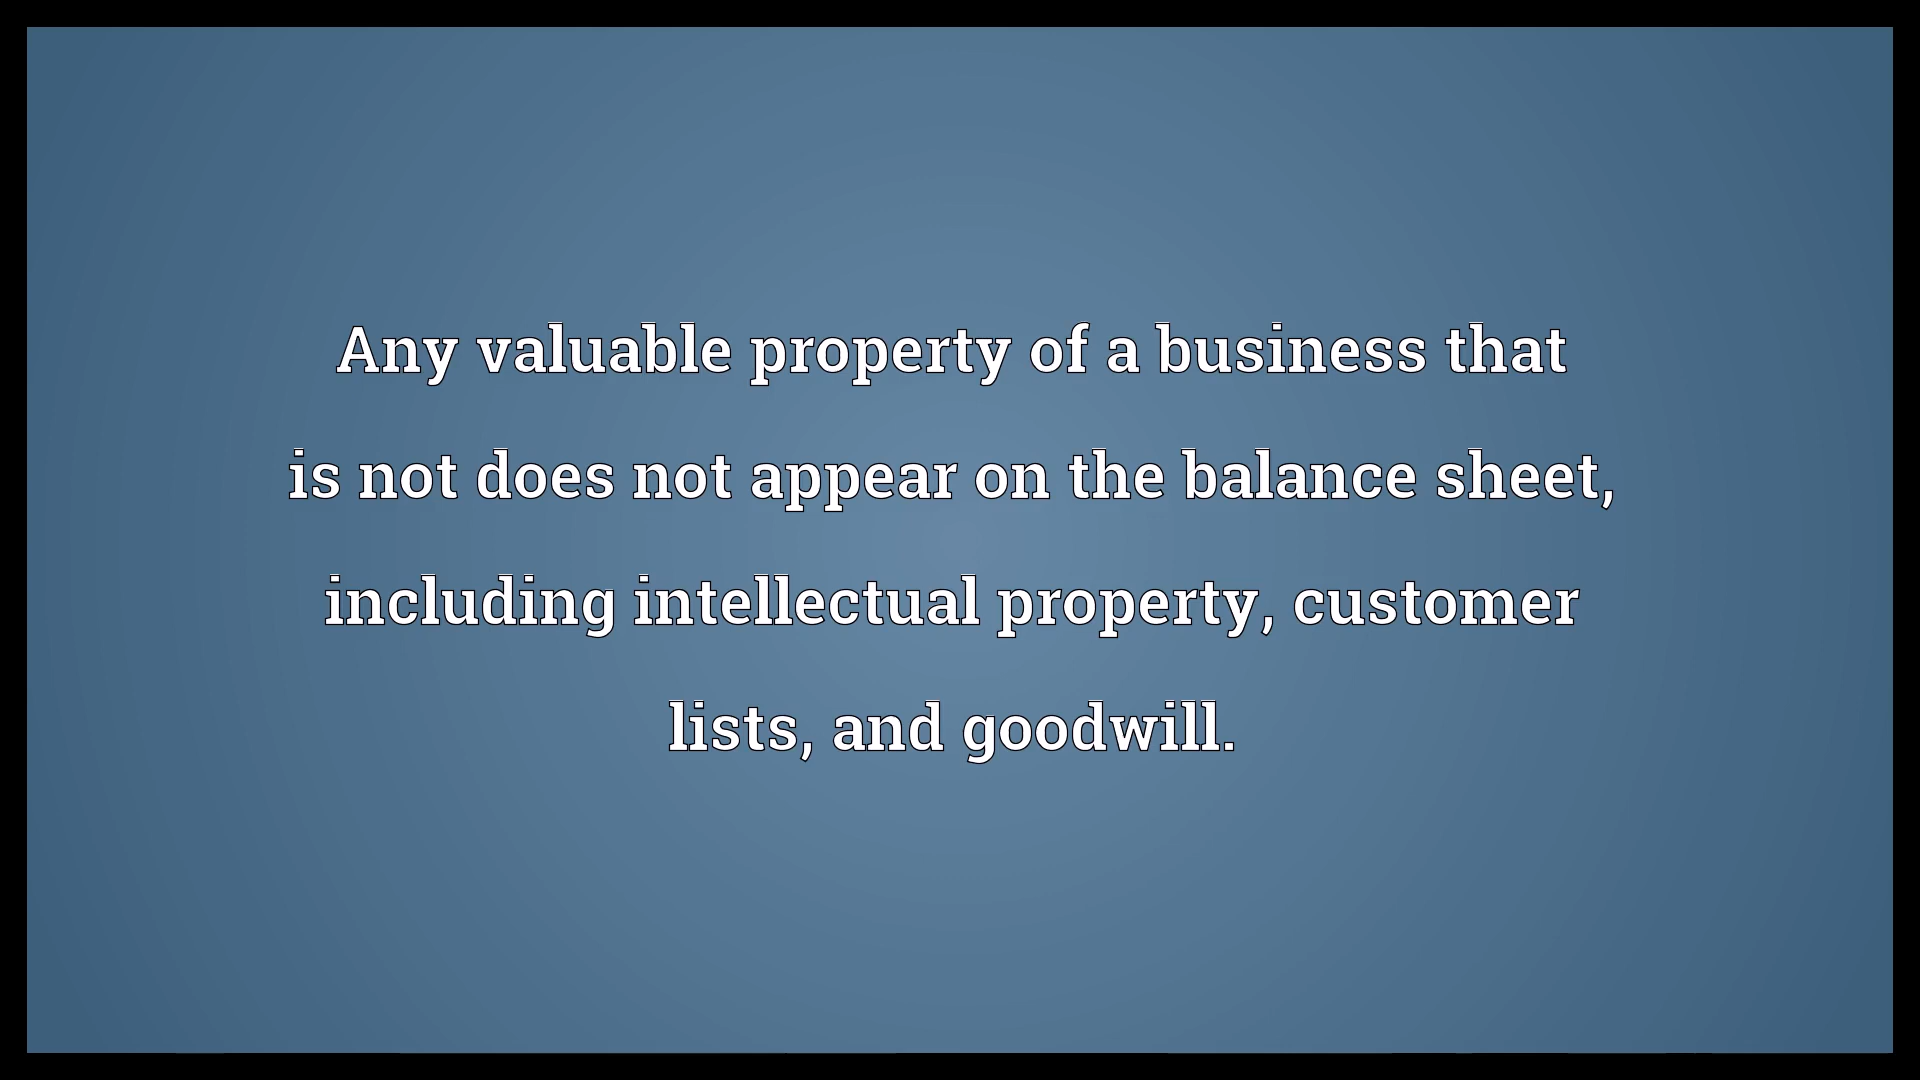 Any valuable property of a business that
is not does not appear on the balance sheet,
including intellectual property, customer
lists, and goodwill.